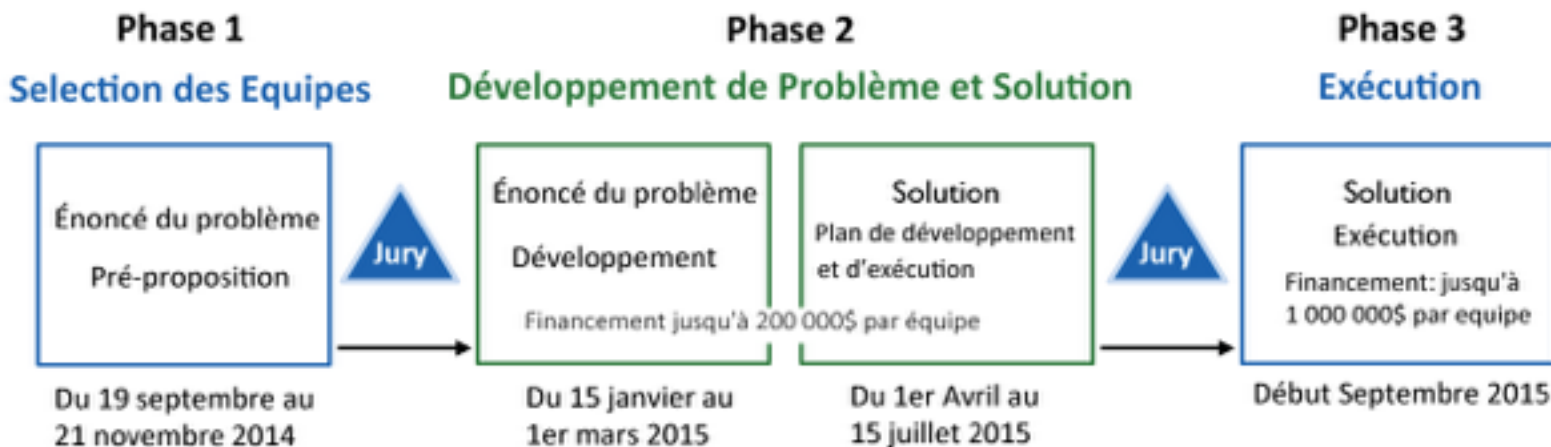 Phase 1
Selection des Equipes
Énoncé du problème
Pré-proposition
Du 19 septembre au
21 novembre 2014
Jury
Phase 2
Développement de Problème et Solution
Énoncé du problème
Développement
Solution
Plan de développement
et d'exécution
Financement jusqu'à 200 000$ par équipe
Du 15 janvier au
1er mars 2015
Du 1er Avril au
15 juillet 2015
Jury
Phase 3
Exécution
Solution
Exécution
Financement: jusqu'à
1 000 000$ par equipe
Début Septembre 2015